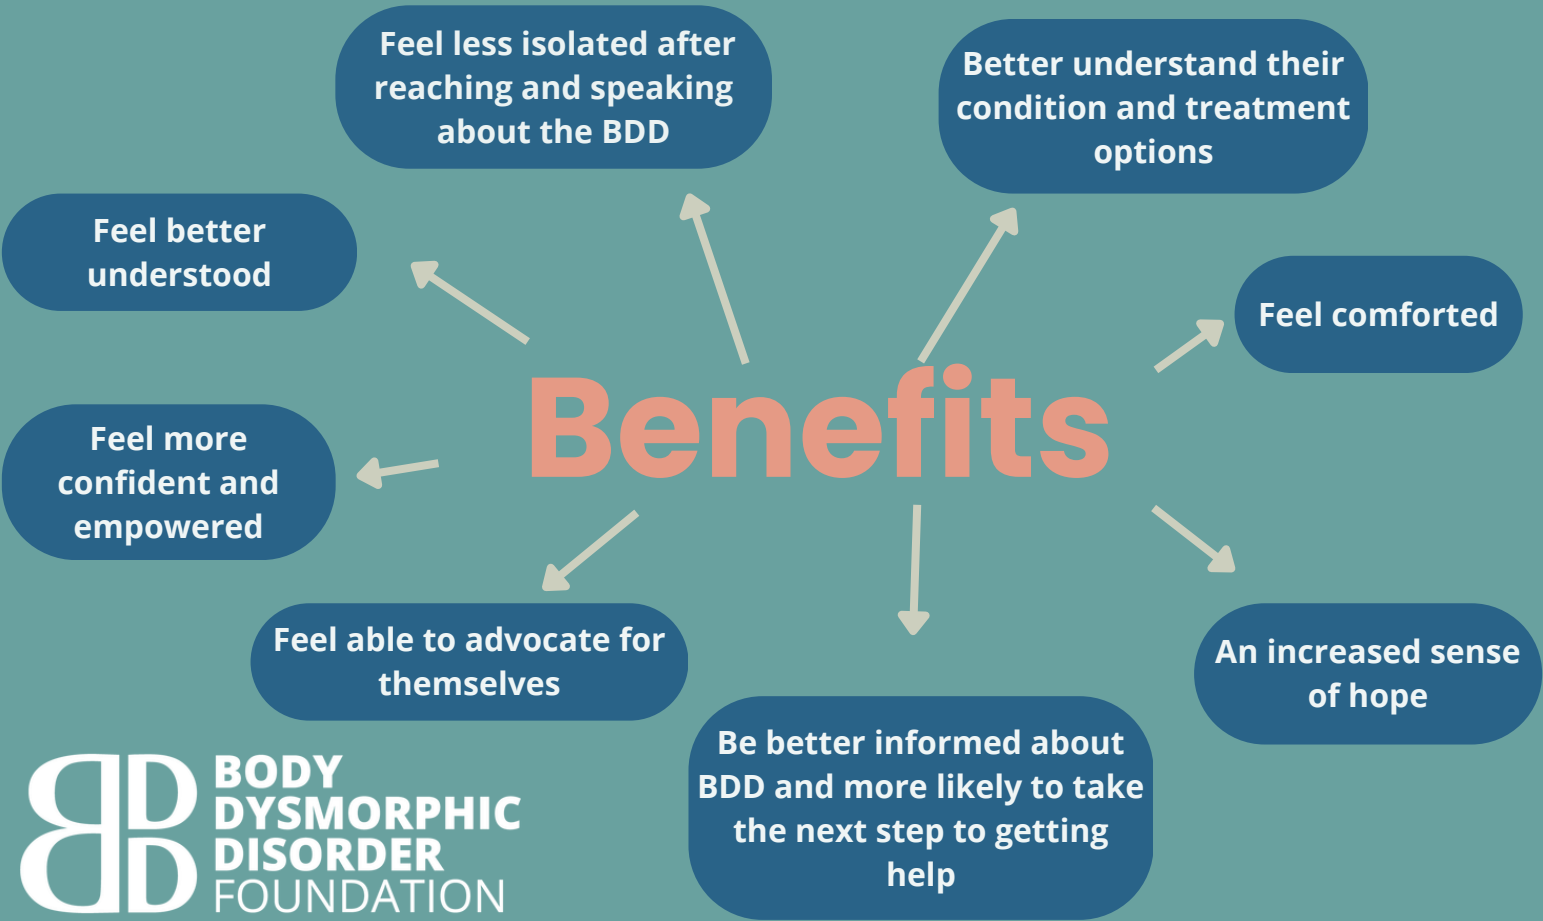 Feel less isolated after
reaching and speaking
about the BDD
Better understand their
condition and treatment
options
Feel better
understood
Feel comforted
Benefits
Feel more
confident and
empowered
Feel able to advocate for
themselves
An increased sense
of hope
Be better informed about
BDD and more likely to take
the next step to getting
help
BODY
DYSMORPHIC
DISORDER
FOUNDATION